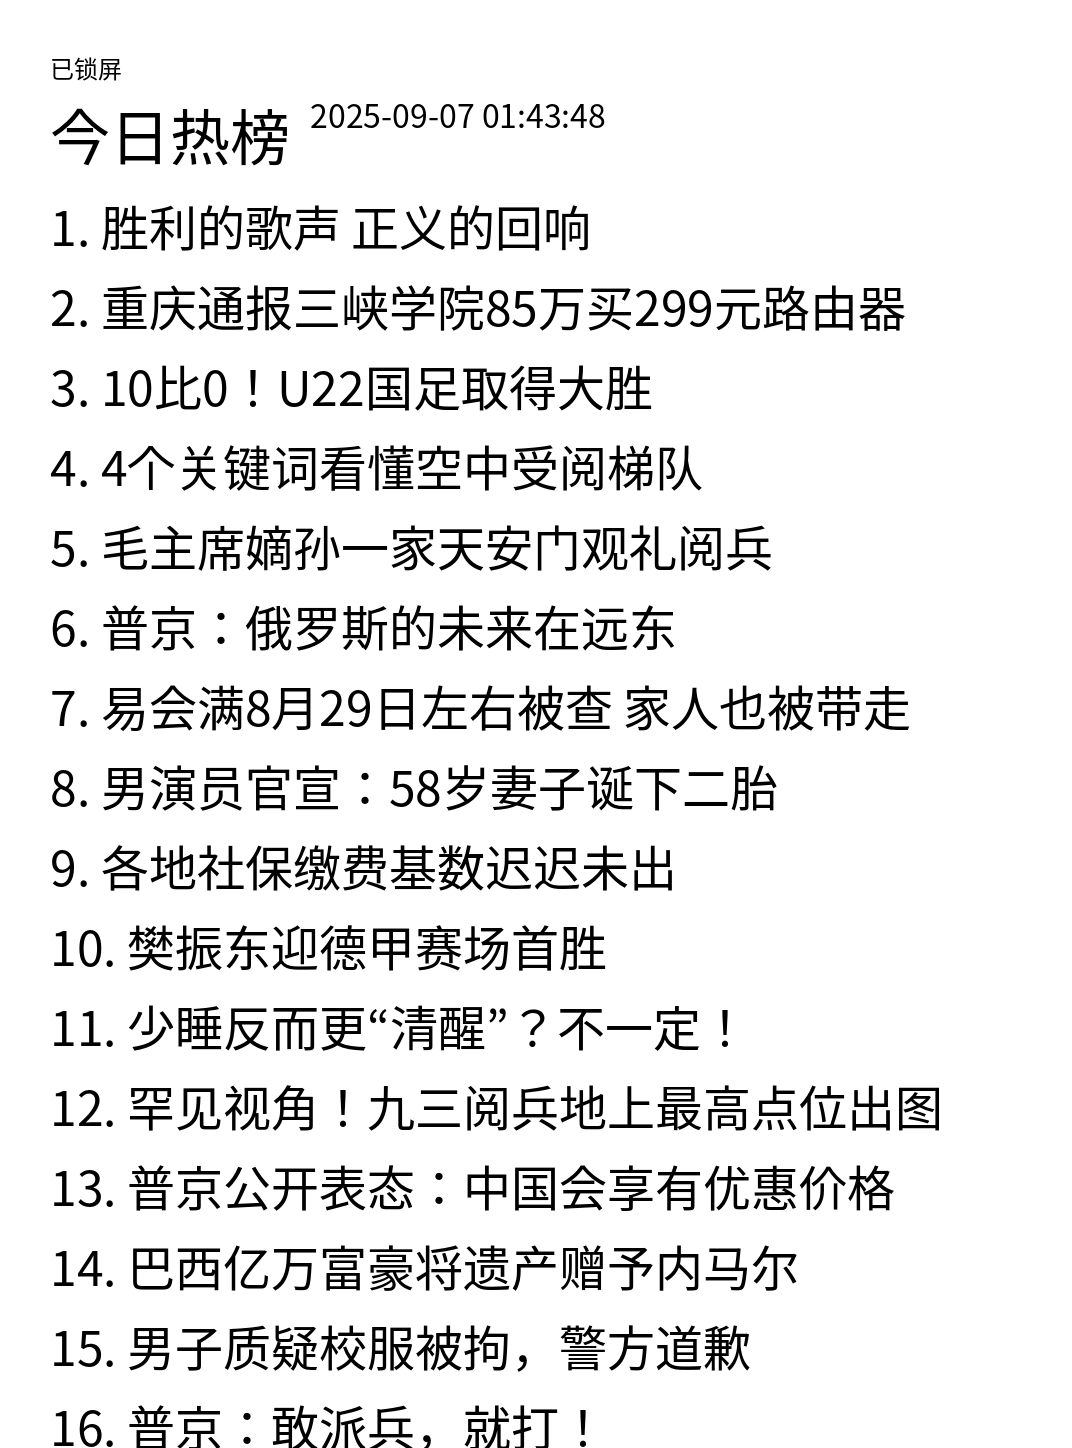 已锁屏
今日热榜 2025-09-07 01:43:48
1. 胜利的歌声 正义的回响
2. 重庆通报三峡学院85万买299元路由器
3. 10比0！U22国足取得大胜
4. 4个关键词看懂空中受阅梯队
5. 毛主席嫡孙一家天安门观礼阅兵
6. 普京：俄罗斯的未来在远东
7. 易会满8月29日左右被查 家人也被带走
8. 男演员官宣：58岁妻子诞下二胎
9. 各地社保缴费基数迟迟未出
10. 樊振东迎德甲赛场首胜
11. 少睡反而更“清醒”？不一定！
12. 罕见视角！九三阅兵地上最高点位出图
13. 普京公开表态：中国会享有优惠价格
14. 巴西亿万富豪将遗产赠予内马尔
15. 男子质疑校服被拘，警方道歉
16. 普京：敢派兵，就打！